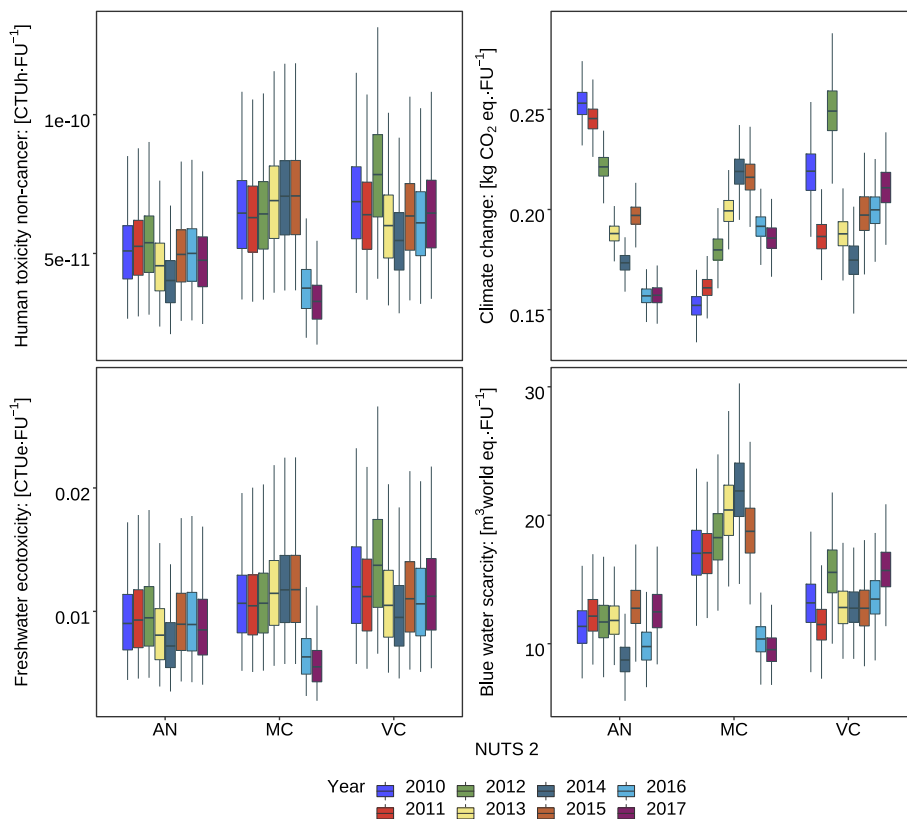 Human toxicity non-cancer: [CTUh·FU⁻¹]
1e-10
5e-11
Climate change: [kg CO₂ eq.·FU⁻¹]
0.25
0.20
0.15
Freshwater ecotoxicity: [CTUe·FU⁻¹]
0.02
0.01
Blue water scarcity: [m³world eq.·FU⁻¹]
30
20
10
AN MC VC AN MC VC
NUTS 2
Year 2010 2012 2014 2016
2011 2013 2015 2017